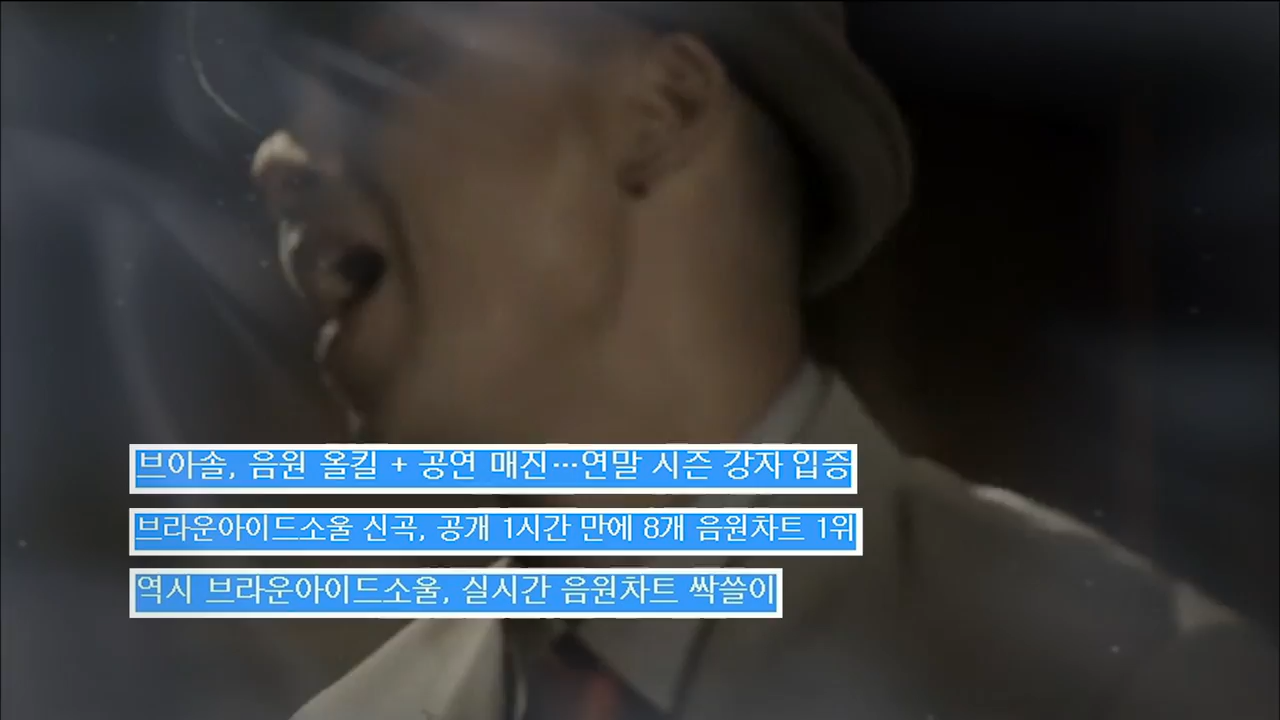 브아솔, 음원 올킬 + 공연 매진…연말 시즌 강자 입증
브라운아이드소울 신곡, 공개 1시간 만에 8개 음원차트 1위
역시 브라운아이드소울, 실시간 음원차트 싹쓸이